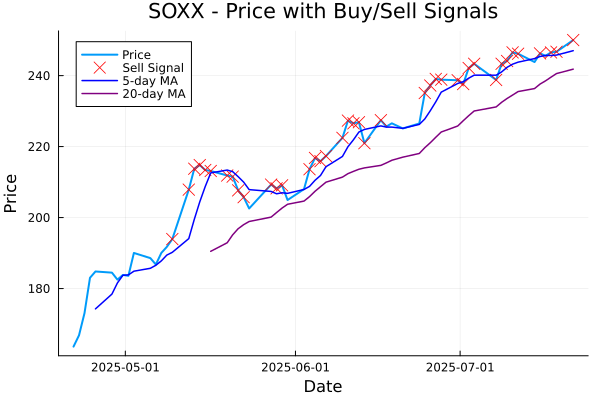 SOXX - Price with Buy/Sell Signals
Price
Sell Signal
5-day MA
20-day MA
240
220
200
180
Price
2025-05-01
2025-06-01
2025-07-01
Date